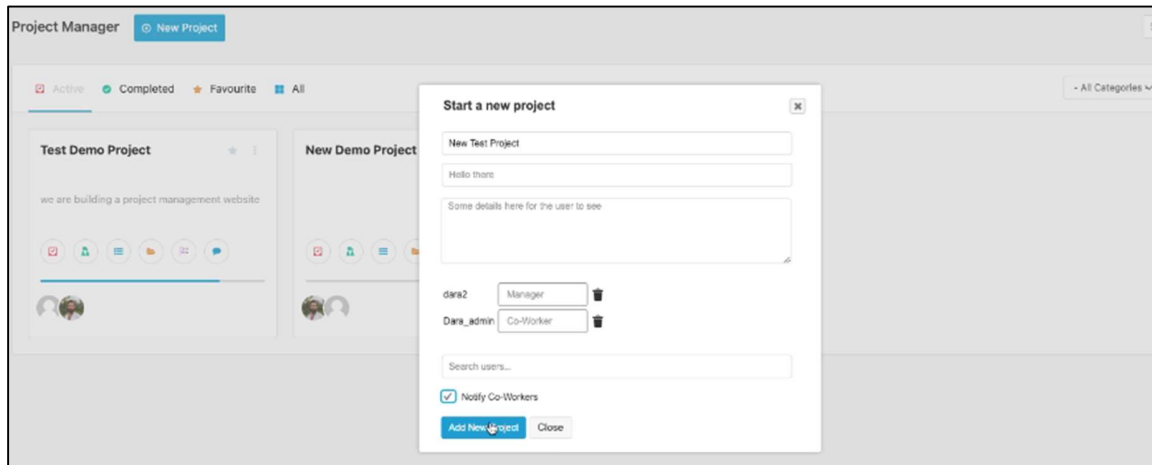 Project Manager
New Project
Active
Completed
Favourite
All
- All Categories
Test Demo Project
we are building a project management website
New Demo Project
Start a new project
New Test Project
Hello there
Some details here for the user to see
dara2
Manager
Dara_admin
Co-Worker
Search users...
Notify Co-Workers
Add New Project
Close